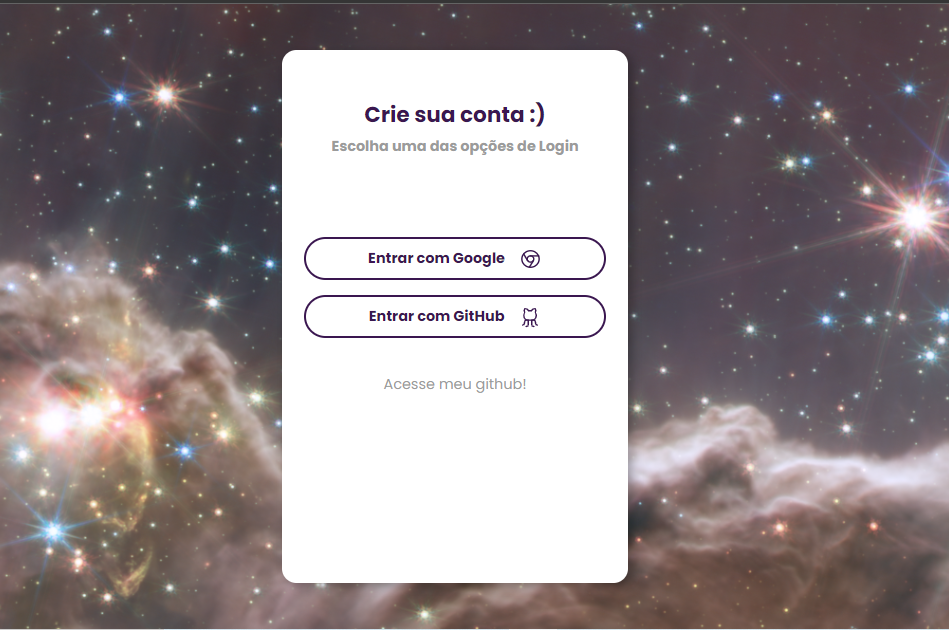 Crie sua conta :)
Escolha uma das opções de Login
Entrar com Google
Entrar com GitHub
Acesse meu github!